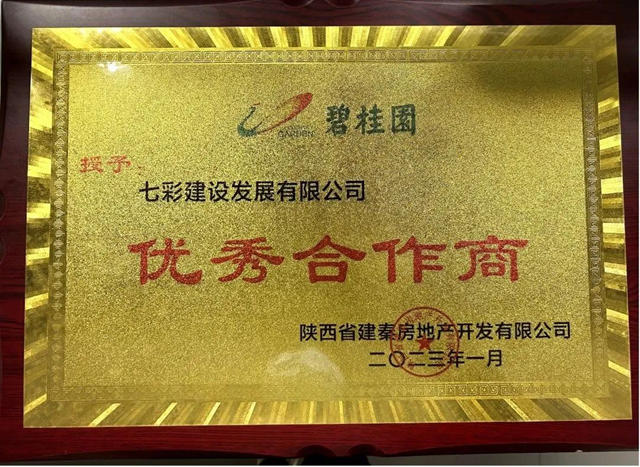 碧桂园
GARDEN
授予：
七彩建设发展有限公司
优秀合作商
陕西省建秦房地产开发有限公司
二〇二三年一月